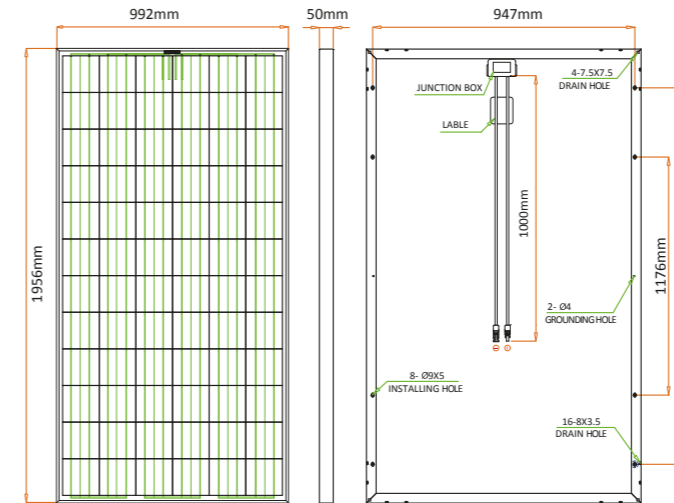 992mm
50mm
947mm
1956mm
4-7.5X7.5
DRAIN HOLE
JUNCTION BOX
LABLE
1000mm
1176mm
2- Ø4
GROUNDING HOLE
8- Ø9X5
INSTALLING HOLE
16-8X3.5
DRAIN HOLE